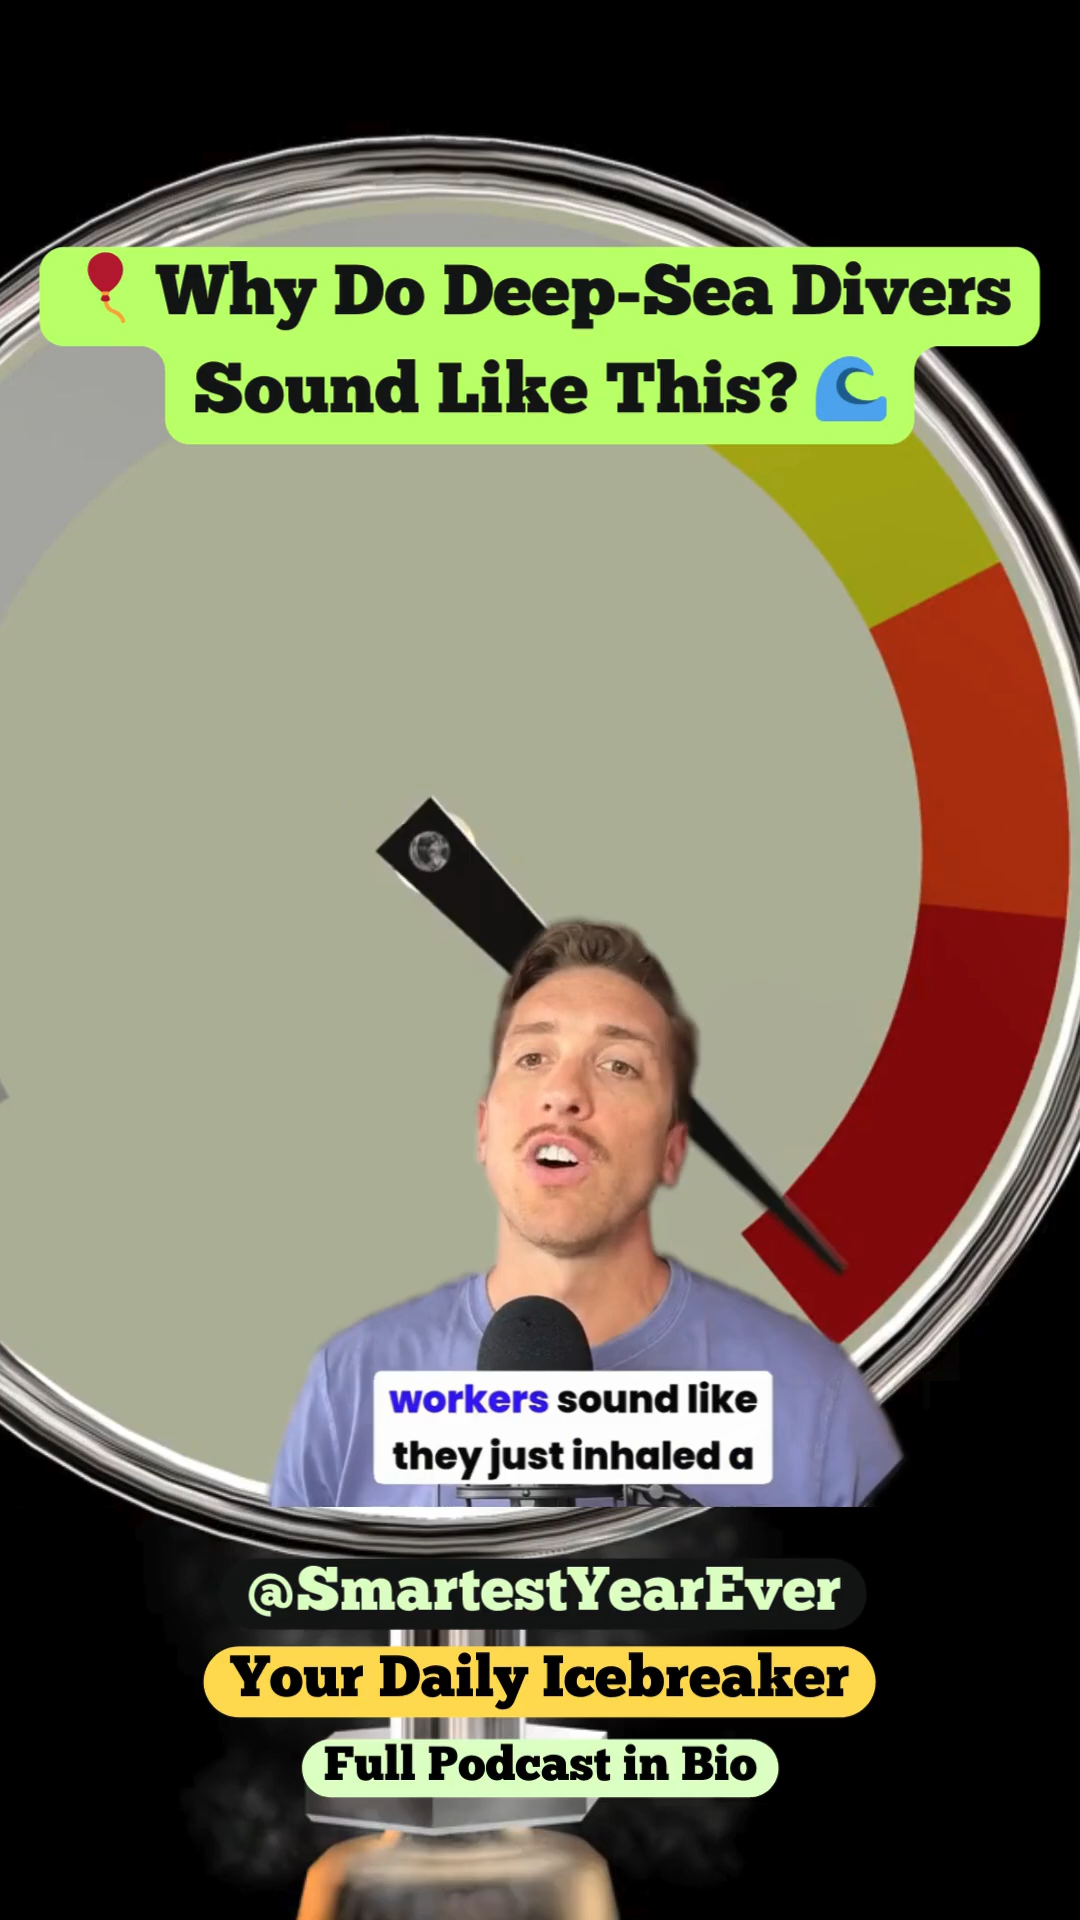 🎈 Why Do Deep-Sea Divers
Sound Like This? 🌊
workers sound like
they just inhaled a
@SmartestYearEver
Your Daily Icebreaker
Full Podcast in Bio